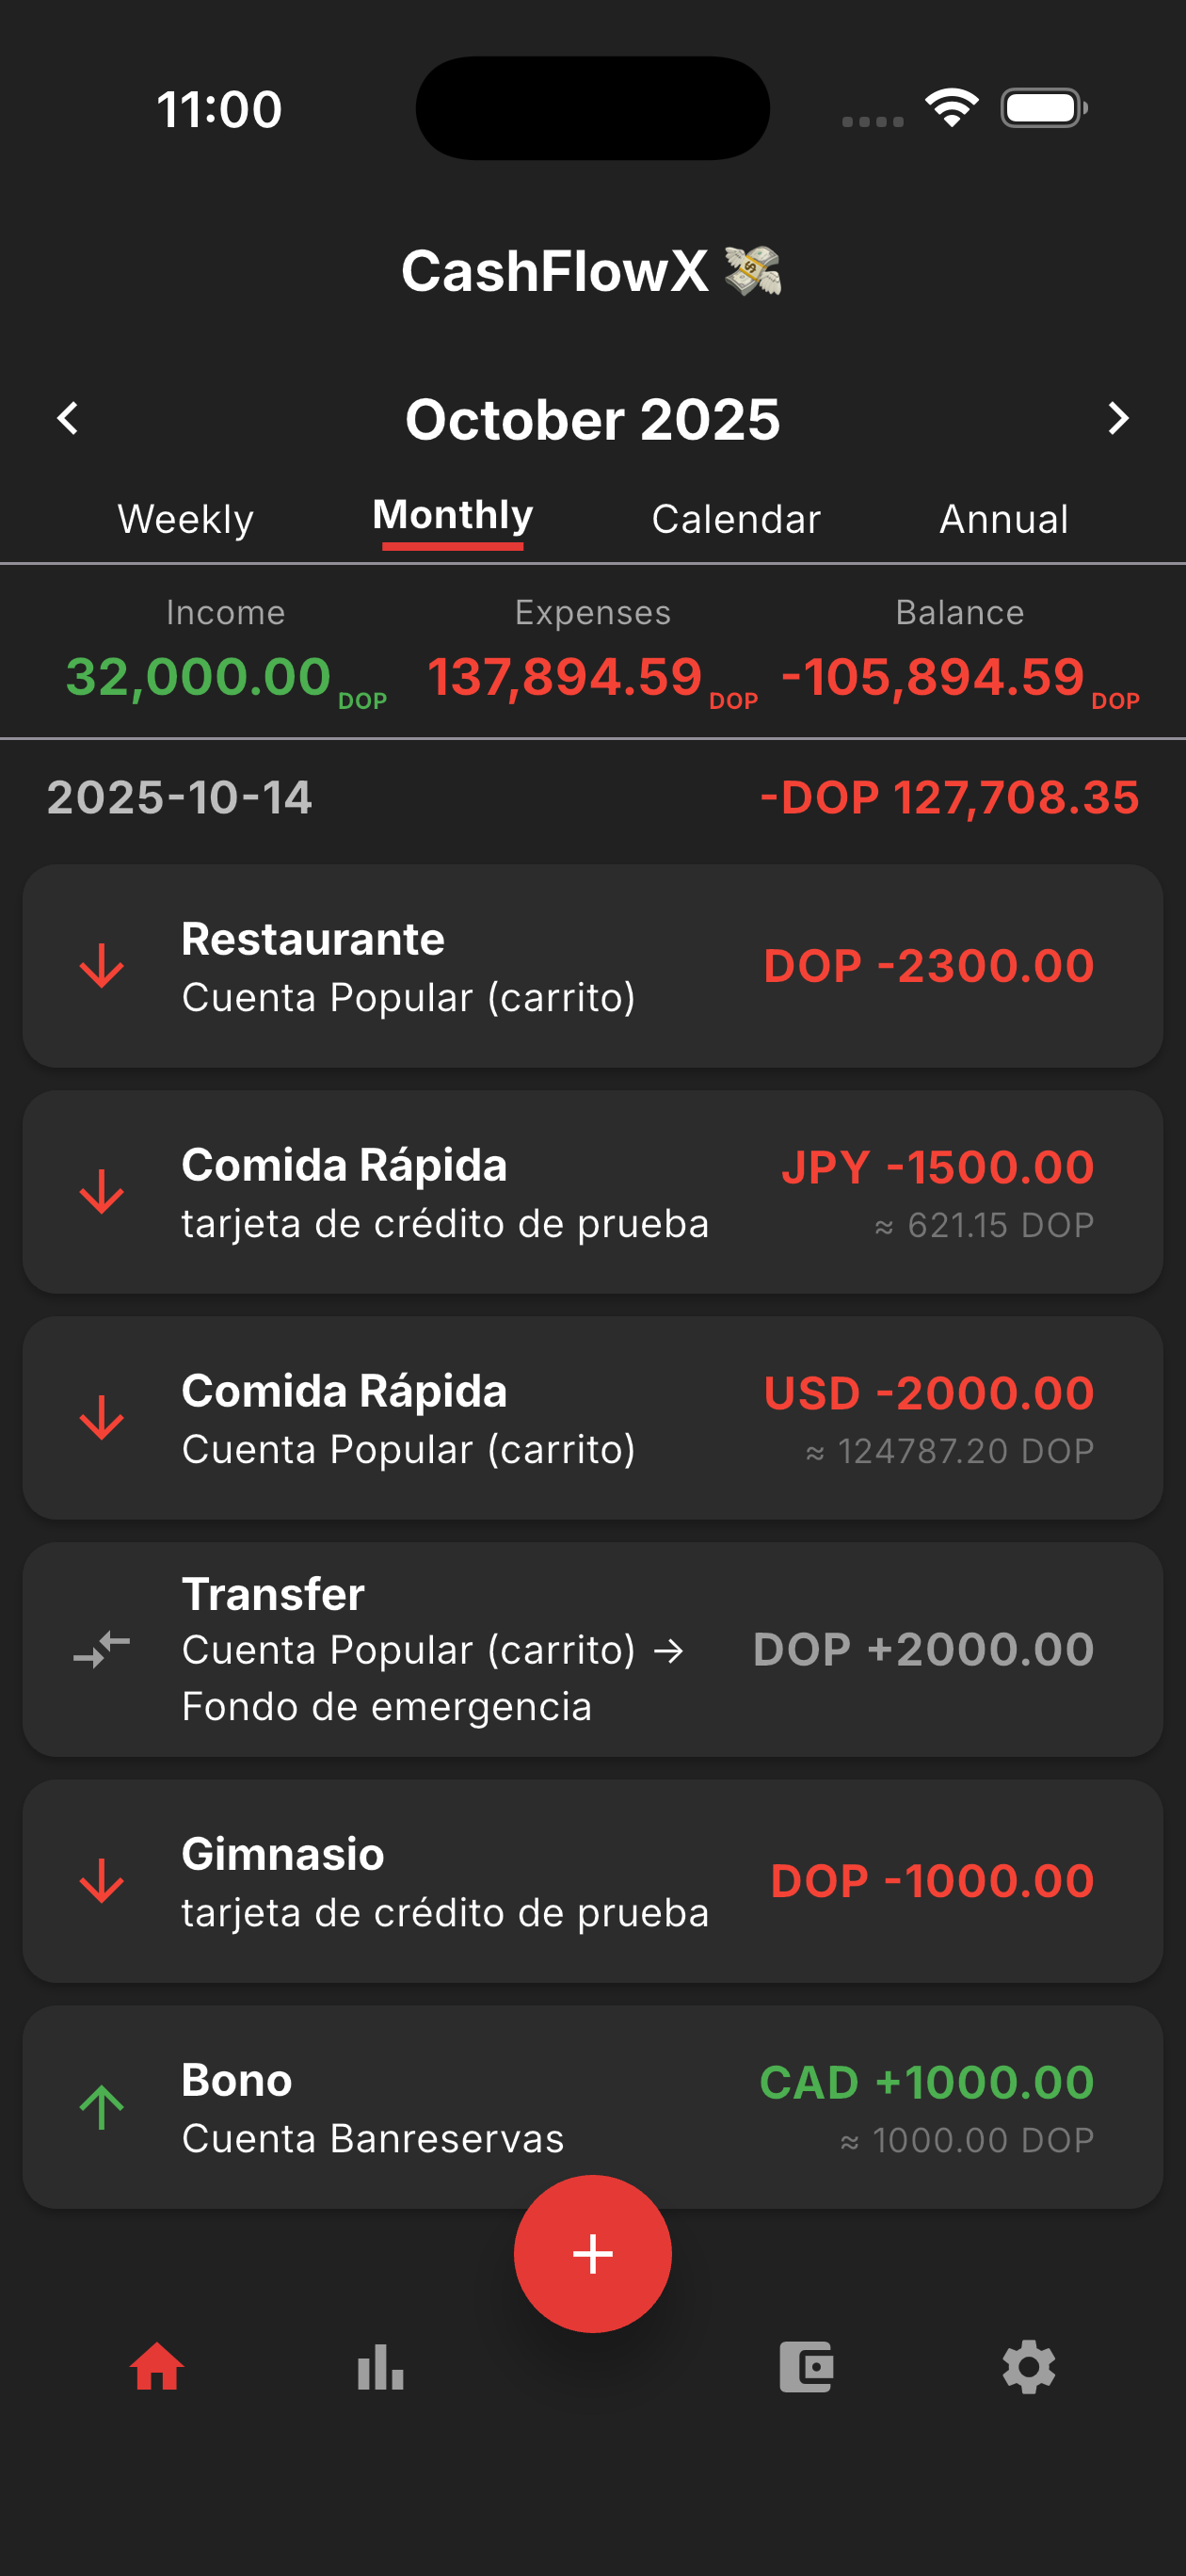 11:00
CashFlowX 💸
October 2025
Weekly Monthly Calendar Annual
Income Expenses Balance
32,000.00 DOP 137,894.59 DOP -105,894.59 DOP
2025-10-14 -DOP 127,708.35
Restaurante
Cuenta Popular (carrito)
DOP -2300.00
Comida Rápida
tarjeta de crédito de prueba
JPY -1500.00
≈ 621.15 DOP
Comida Rápida
Cuenta Popular (carrito)
USD -2000.00
≈ 124787.20 DOP
Transfer
Cuenta Popular (carrito) →
Fondo de emergencia
DOP +2000.00
Gimnasio
tarjeta de crédito de prueba
DOP -1000.00
Bono
Cuenta Banreservas
CAD +1000.00
≈ 1000.00 DOP
+